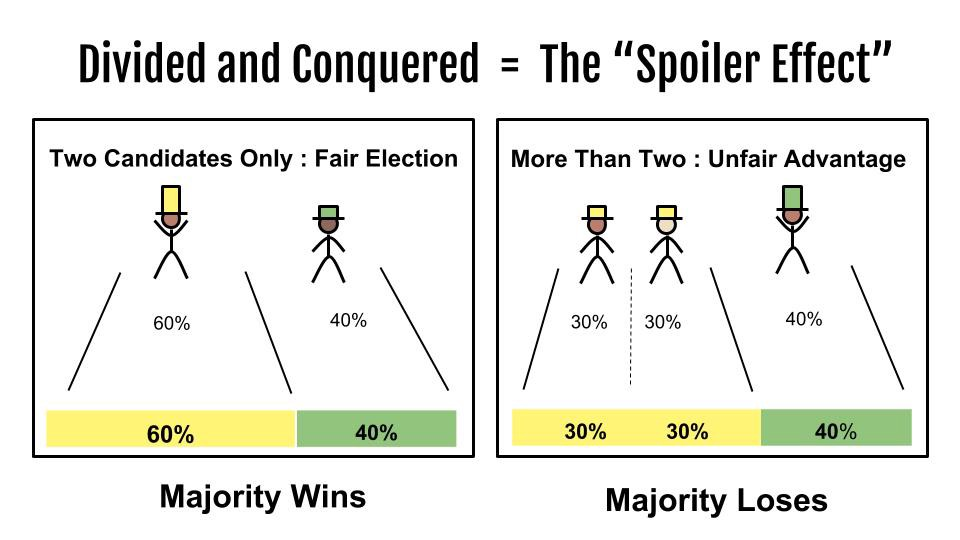 Divided and Conquered = The “Spoiler Effect”
Two Candidates Only : Fair Election
60%
40%
60%
40%
Majority Wins
More Than Two : Unfair Advantage
30%
30%
40%
30%
30%
40%
Majority Loses